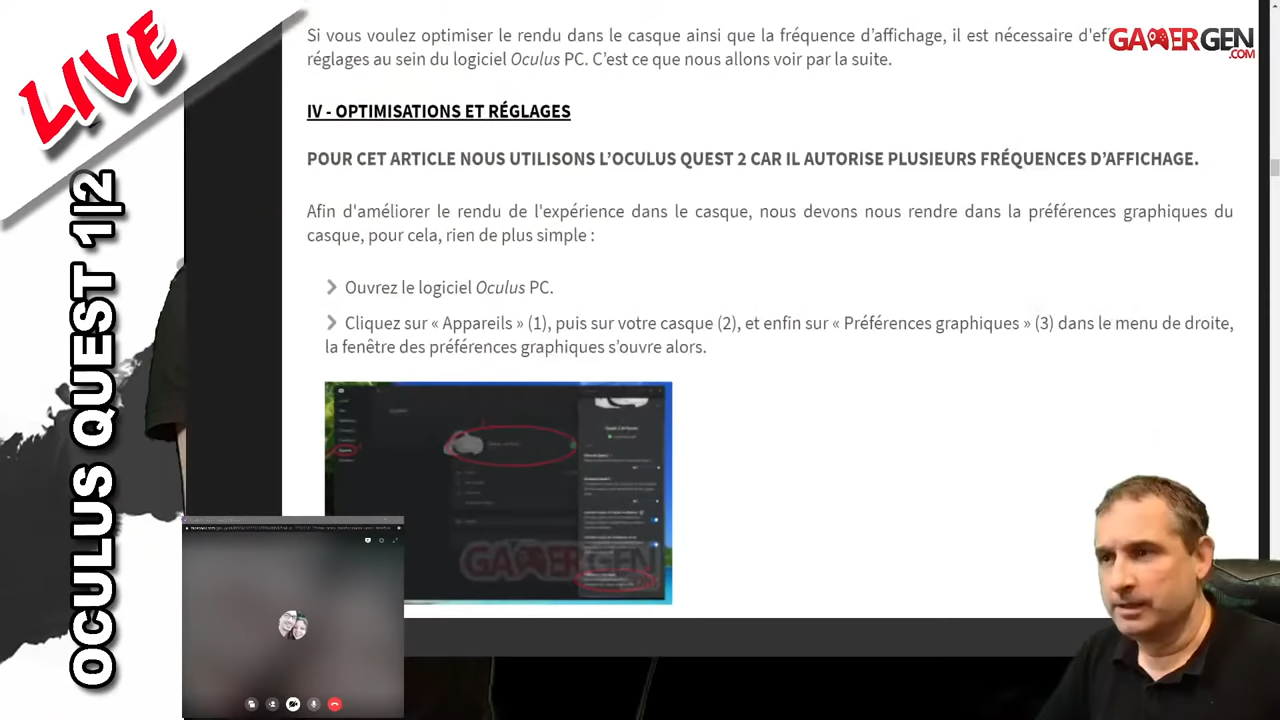 LIVE
OCULUS QUEST 1|2
GAMERGEN
.COM
Si vous voulez optimiser le rendu dans le casque ainsi que la fréquence d’affichage, il est nécessaire d'ef
réglages au sein du logiciel Oculus PC. C’est ce que nous allons voir par la suite.
IV - OPTIMISATIONS ET RÉGLAGES
POUR CET ARTICLE NOUS UTILISONS L’OCULUS QUEST 2 CAR IL AUTORISE PLUSIEURS FRÉQUENCES D’AFFICHAGE.
Afin d'améliorer le rendu de l'expérience dans le casque, nous devons nous rendre dans la préférences graphiques du
casque, pour cela, rien de plus simple :
Ouvrez le logiciel Oculus PC.
Cliquez sur « Appareils » (1), puis sur votre casque (2), et enfin sur « Préférences graphiques » (3) dans le menu de droite,
la fenêtre des préférences graphiques s’ouvre alors.
GAMERGEN